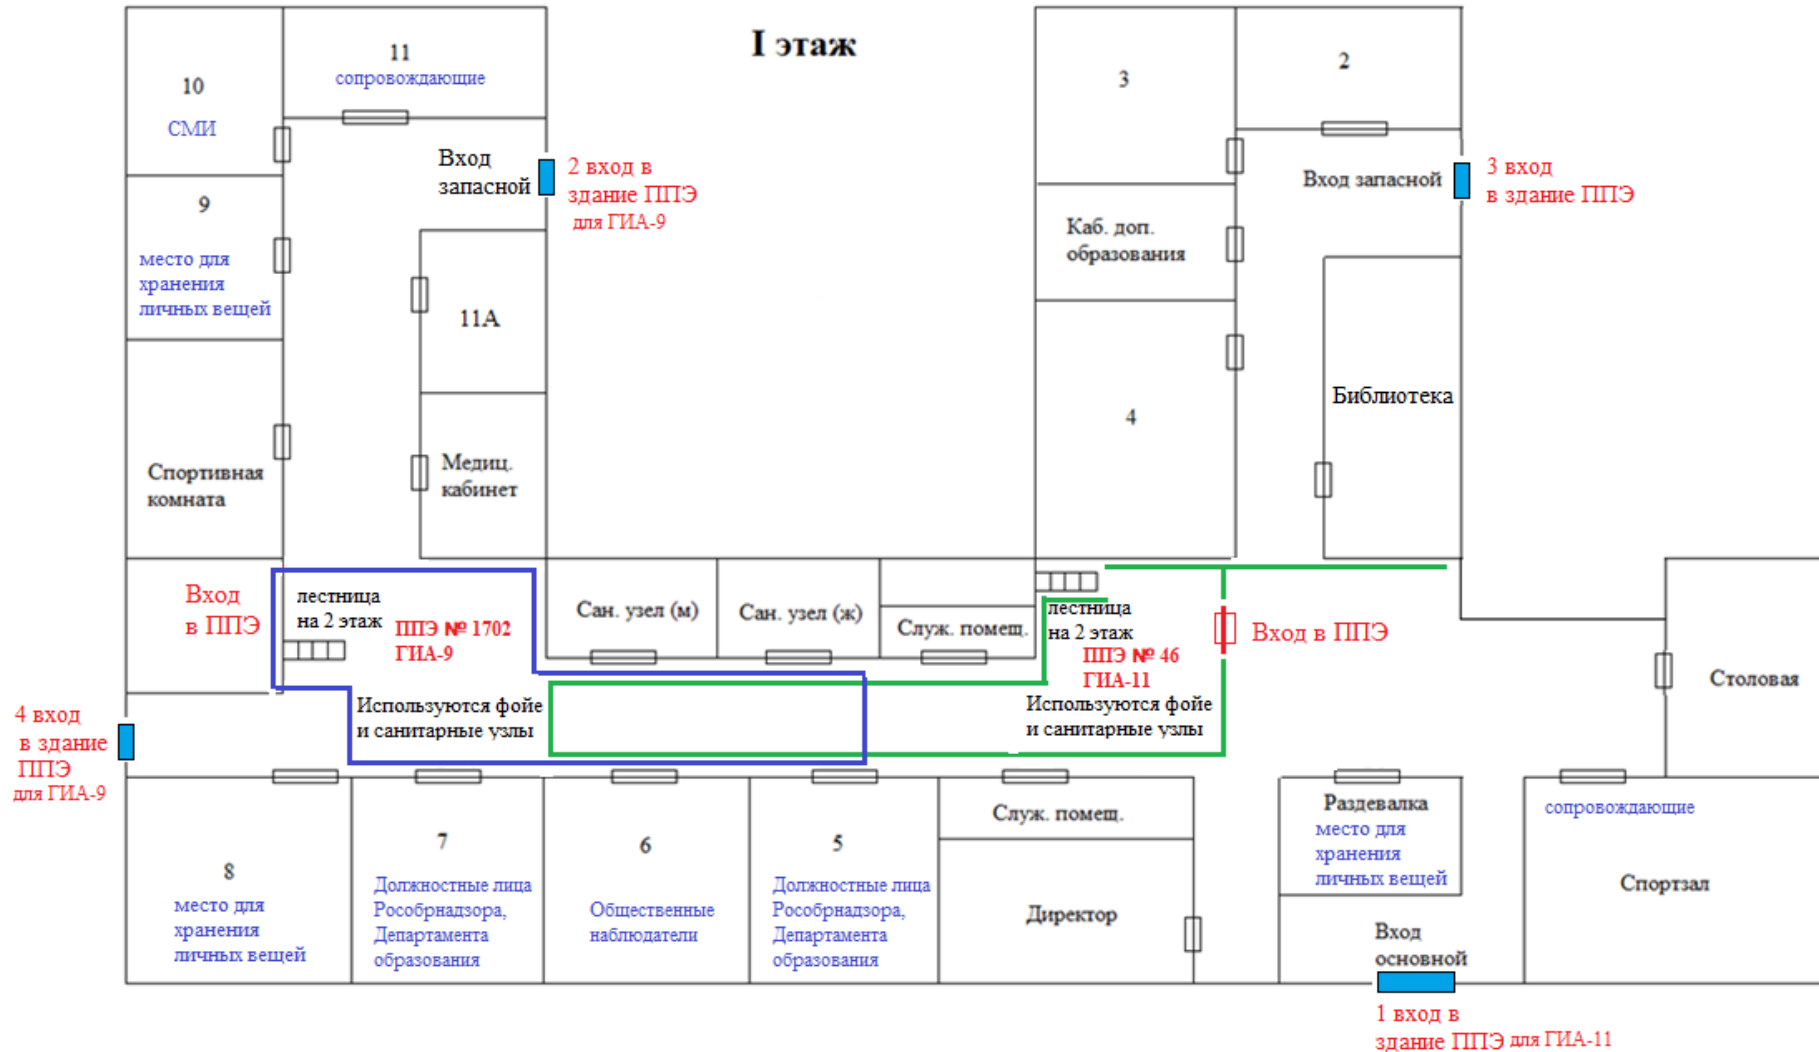 I этаж
10
СМИ
11
сопровождающие
Вход
запасной
2 вход в
здание ППЭ
для ГИА-9
9
место для
хранения
личных вещей
11А
Спортивная
комната
Медиц.
кабинет
3
2
Каб. доп.
образования
Вход запасной
3 вход
в здание ППЭ
4
Библиотека
Вход
в ППЭ
лестница
на 2 этаж
ППЭ № 1702
ГИА-9
Используются фойе
и санитарные узлы
Сан. узел (м)
Сан. узел (ж)
Служ. помещ.
лестница
на 2 этаж
ППЭ № 46
ГИА-11
Используются фойе
и санитарные узлы
Вход в ППЭ
Столовая
4 вход
в здание
ППЭ
для ГИА-9
8
место для
хранения
личных вещей
7
Должностные лица
Рособрнадзора,
Департамента
образования
6
Общественные
наблюдатели
5
Должностные лица
Рособрнадзора,
Департамента
образования
Служ. помещ.
Директор
Раздевалка
место для
хранения
личных вещей
сопровождающие
Спортзал
Вход
основной
1 вход в
здание ППЭ для ГИА-11